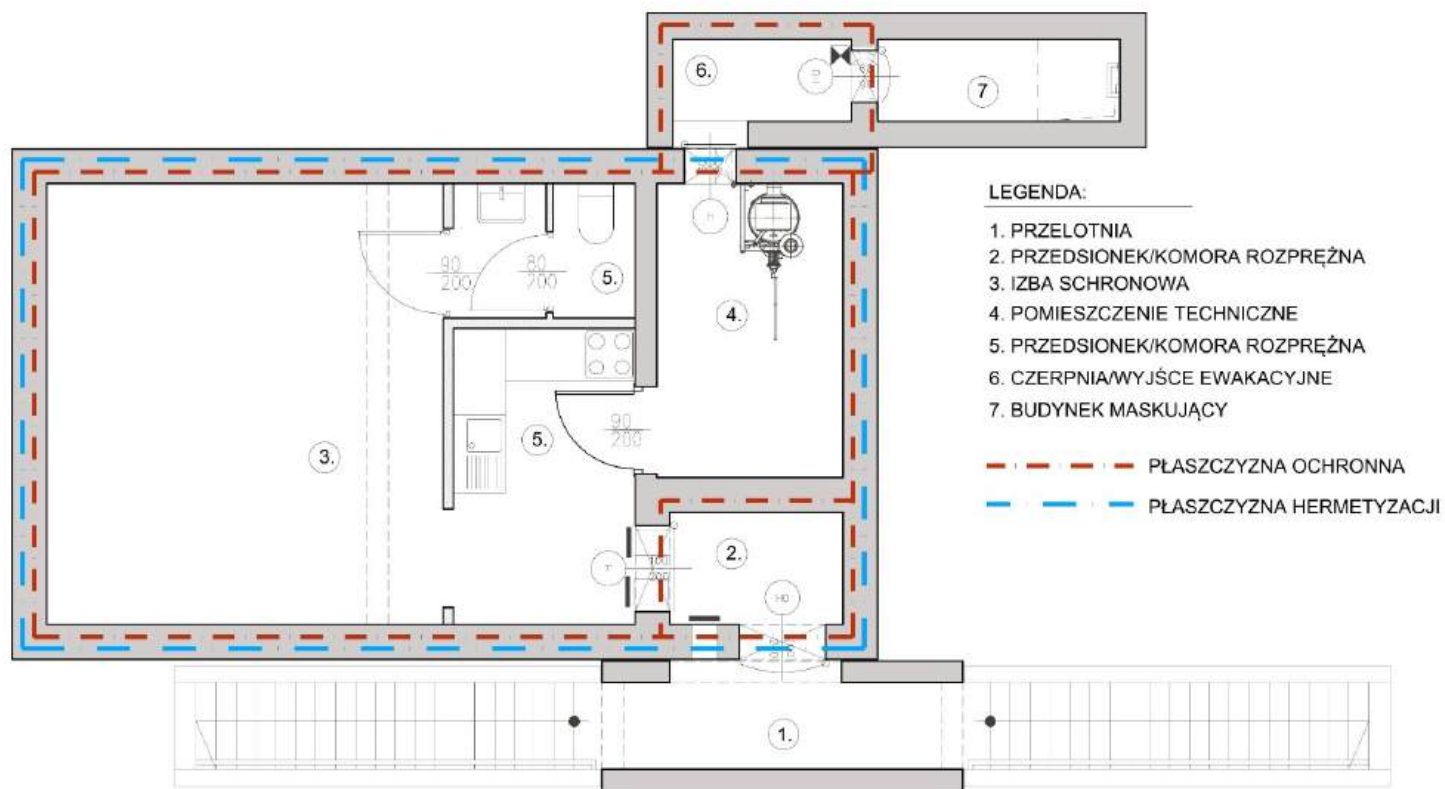 6.
7
LEGENDA:
1. PRZELOTNIA
2. PRZEDSIONEK/KOMORA ROZPRĘŻNA
3. IZBA SCHRONOWA
4. POMIESZCZENIE TECHNICZNE
5. PRZEDSIONEK/KOMORA ROZPRĘŻNA
6. CZERPNIA/WYJŚCE EWAKACYJNE
7. BUDYNEK MASKUJĄCY
PŁASZCZYZNA OCHRONNA
PŁASZCZYZNA HERMETYZACJI
H
90
200
80
200
5.
4.
90
200
5.
3.
2.
T
100
200
HO
1.